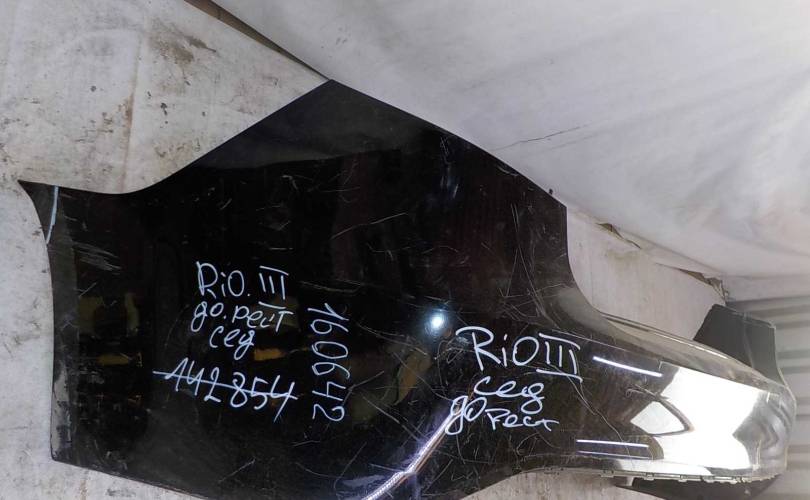 RiO.III
до.рест
сед
142854
160642
RiO III
сед
до рест